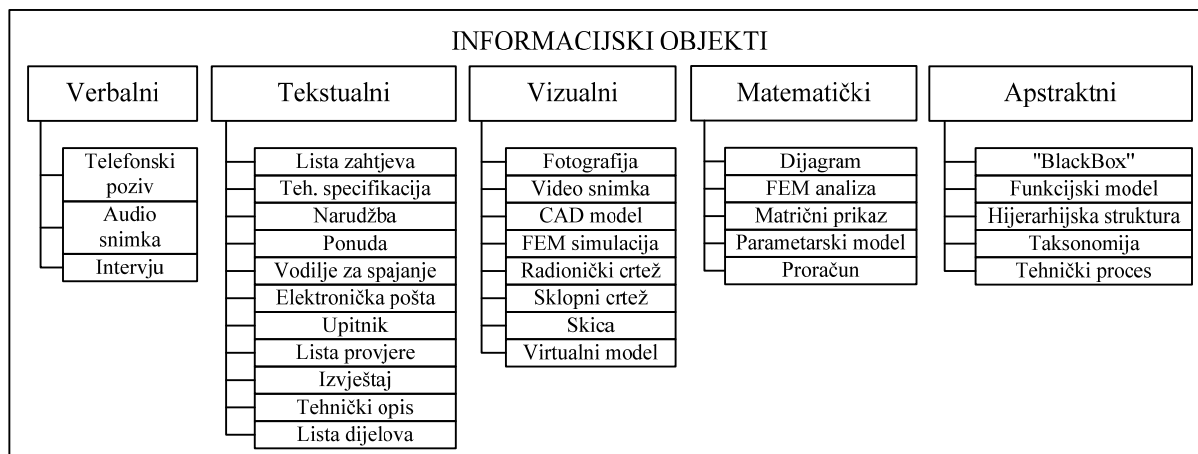 INFORMACIJSKI OBJEKTI
Verbalni
Telefonski
poziv
Audio
snimka
Intervju
Tekstualni
Lista zahtjeva
Teh. specifikacija
Narudžba
Ponuda
Vodilje za spajanje
Elektronička pošta
Upitnik
Lista provjere
Izvještaj
Tehnički opis
Lista dijelova
Vizualni
Fotografija
Video snimka
CAD model
FEM simulacija
Radionički crtež
Sklopni crtež
Skica
Virtualni model
Matematički
Dijagram
FEM analiza
Matrični prikaz
Parametarski model
Proračun
Apstraktni
"BlackBox"
Funkcijski model
Hijerarhijska struktura
Taksonomija
Tehnički proces